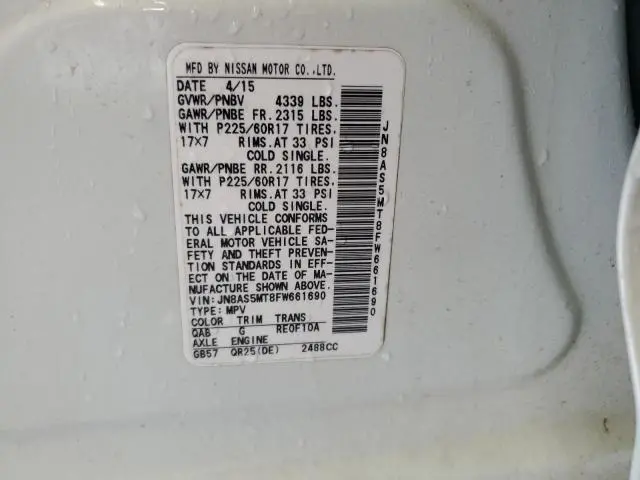 MFD BY NISSAN MOTOR CO.,LTD.
DATE 4/15
GVWR/PNBV 4339 LBS.
GAWR/PNBE FR. 2315 LBS.
WITH P225/60R17 TIRES,
17×7 RIMS.AT 33 PSI
COLD SINGLE.
GAWR/PNBE RR. 2116 LBS.
WITH P225/60R17 TIRES,
17×7 RIMS.AT 33 PSI
COLD SINGLE.
THIS VEHICLE CONFORMS
TO ALL APPLICABLE FED-
ERAL MOTOR VEHICLE SA-
FETY AND THEFT PREVEN-
TION STANDARDS IN EFF-
ECT ON THE DATE OF MA-
NUFACTURE SHOWN ABOVE.
VIN:JN8AS5MT8FW661690
TYPE:MPV
COLOR TRIM TRANS
QAB G RE0F10A
AXLE ENGINE
GB57 QR25(DE) 2488CC
JN8AS5MT8FW661690